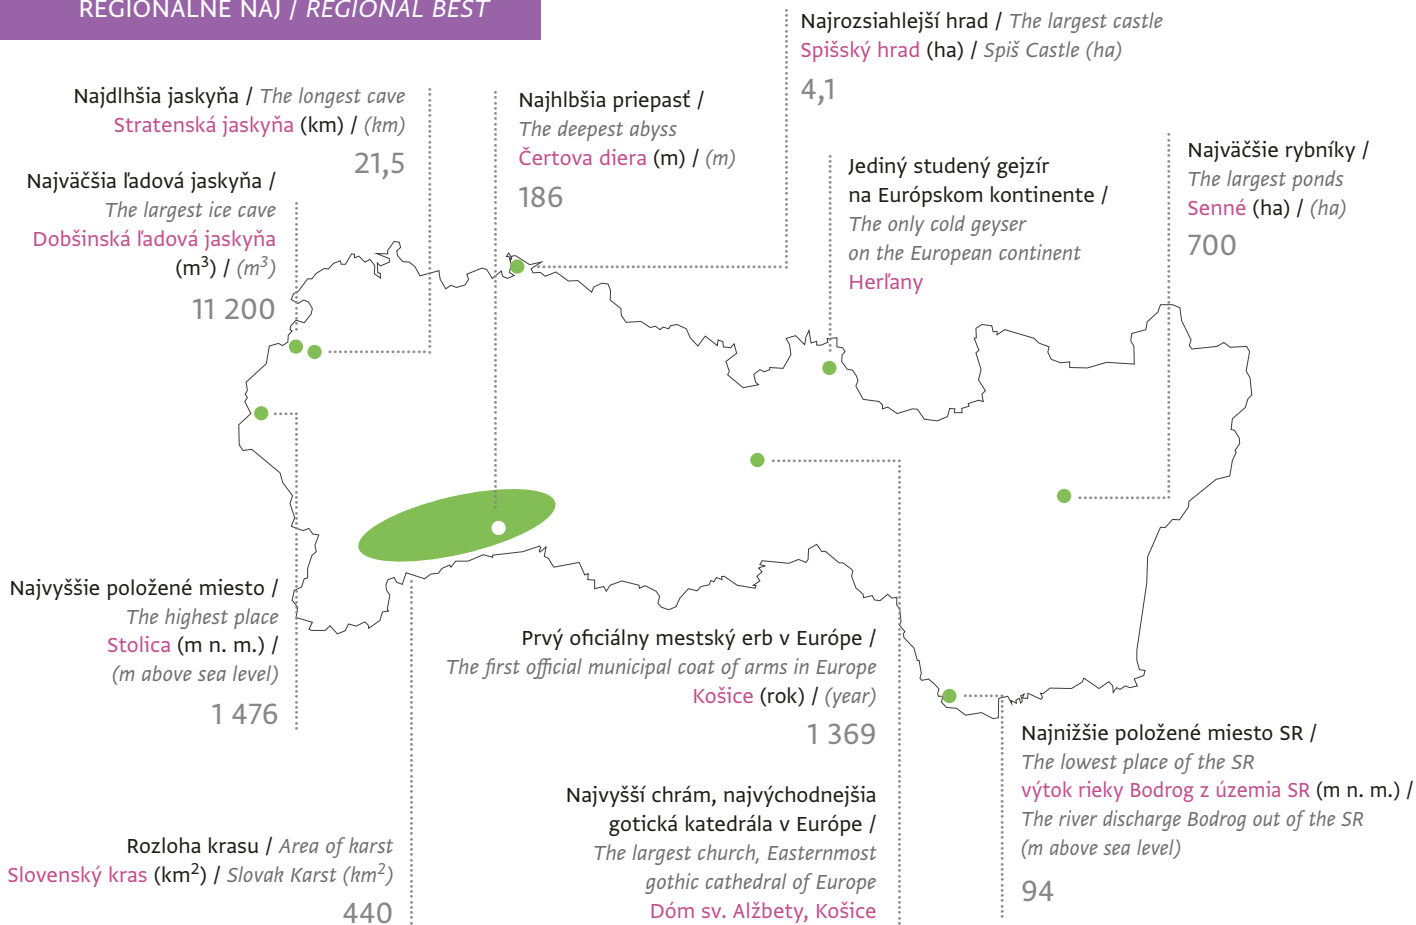 REGIONÁLNE NAJ / REGIONAL BEST
Najrozsiahlejší hrad / The largest castle
Spišský hrad (ha) / Spiš Castle (ha)
4,1
Najdlhšia jaskyňa / The longest cave
Stratenská jaskyňa (km) / (km)
21,5
Najhlbšia priepasť /
The deepest abyss
Čertova diera (m) / (m)
186
Jediný studený gejzír
na Európskom kontinente /
The only cold geyser
on the European continent
Herľany
Najväčšie rybníky /
The largest ponds
Senné (ha) / (ha)
700
Najväčšia ľadová jaskyňa /
The largest ice cave
Dobšinská ľadová jaskyňa
(m³) / (m³)
11 200
Najvyššie položené miesto /
The highest place
Stolica (m n. m.) /
(m above sea level)
1 476
Prvý oficiálny mestský erb v Európe /
The first official municipal coat of arms in Europe
Košice (rok) / (year)
1 369
Najvyšší chrám, najvýchodnejšia
gotická katedrála v Európe /
The largest church, Easternmost
gothic cathedral of Europe
Dóm sv. Alžbety, Košice
Najnižšie položené miesto SR /
The lowest place of the SR
výtok rieky Bodrog z územia SR (m n. m.) /
The river discharge Bodrog out of the SR
(m above sea level)
94
Rozloha krasu / Area of karst
Slovenský kras (km²) / Slovak Karst (km²)
440